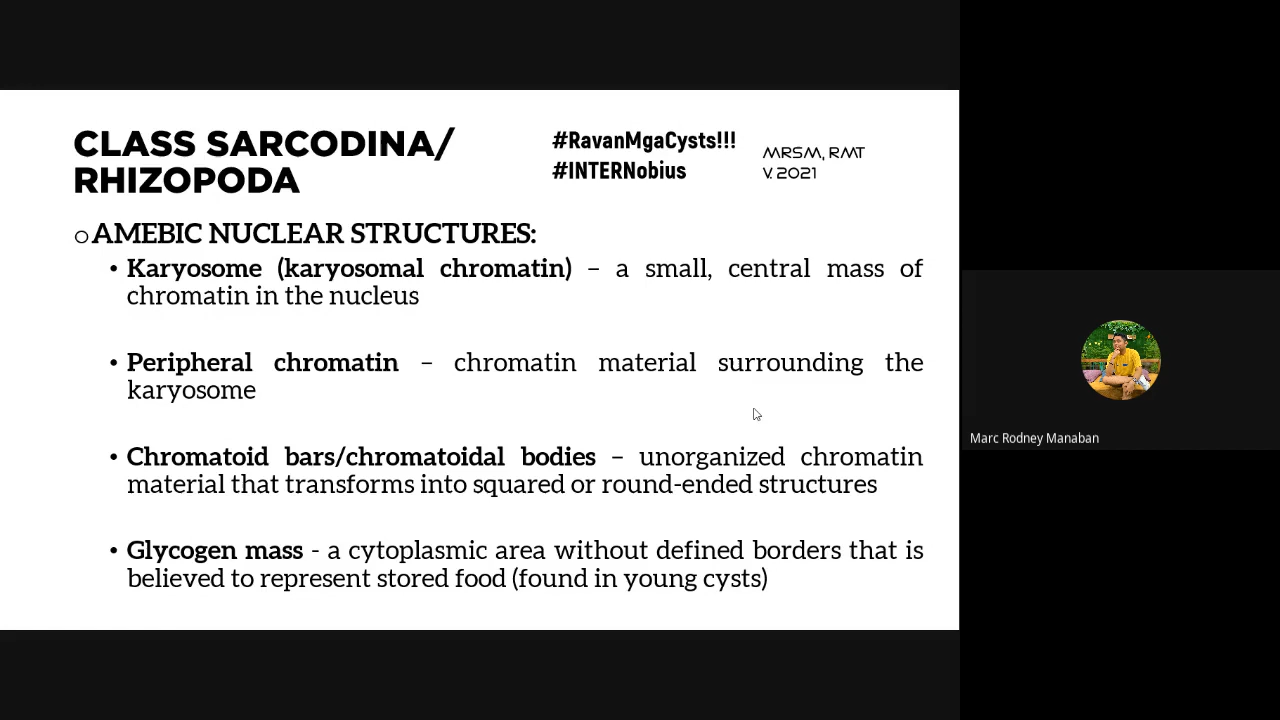 CLASS SARCODINA/
RHIZOPODA
#RavanMgaCysts!!!
#INTERNobius
MRSM, RMT
V. 2021
o AMEBIC NUCLEAR STRUCTURES:
• Karyosome (karyosomal chromatin) – a small, central mass of
chromatin in the nucleus
• Peripheral chromatin – chromatin material surrounding the
karyosome
• Chromatoid bars/chromatoidal bodies – unorganized chromatin
material that transforms into squared or round-ended structures
• Glycogen mass - a cytoplasmic area without defined borders that is
believed to represent stored food (found in young cysts)
Marc Rodney Manaban